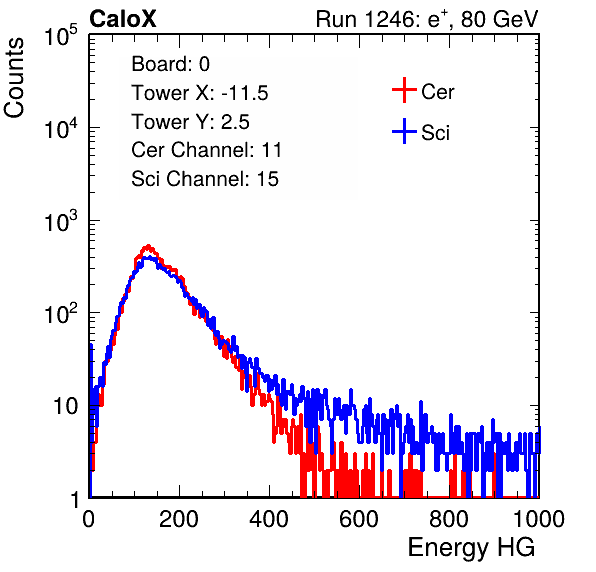 CaloX
Run 1246: e+, 80 GeV
Counts
10^5
10^4
10^3
10^2
10
1
Board: 0
Tower X: -11.5
Tower Y: 2.5
Cer Channel: 11
Sci Channel: 15
Cer
Sci
0 200 400 600 800 1000
Energy HG